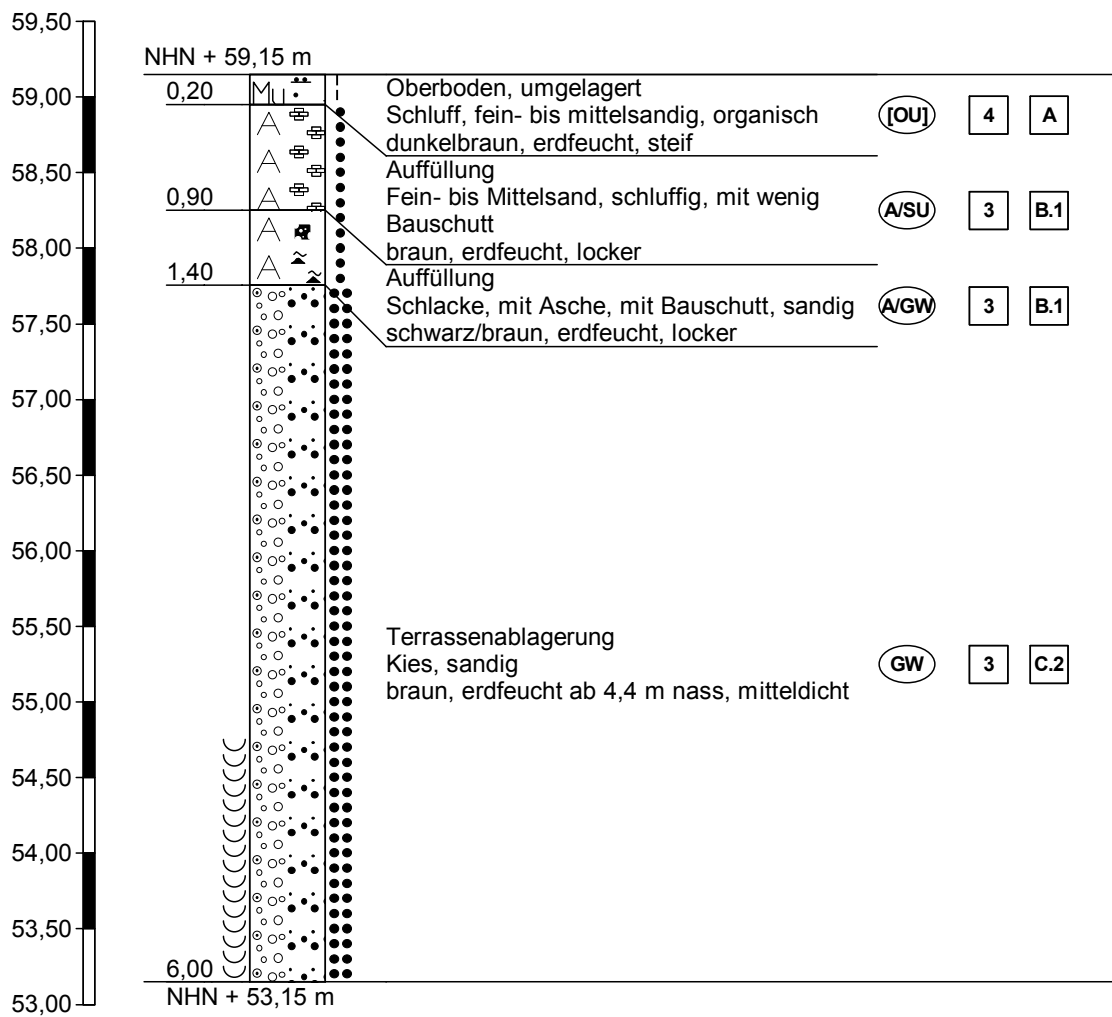 59,50
NHN + 59,15 m
59,00
0,20
Mu
Oberboden, umgelagert
Schluff, fein- bis mittelsandig, organisch
dunkelbraun, erdfeucht, steif
[OU] 4 A
58,50
A
A
A
0,90
Auffüllung
Fein- bis Mittelsand, schluffig, mit wenig
Bauschutt
braun, erdfeucht, locker
A/SU 3 B.1
58,00
A
A
1,40
Auffüllung
Schlacke, mit Asche, mit Bauschutt, sandig
schwarz/braun, erdfeucht, locker
A/GW 3 B.1
57,50
57,00
56,50
56,00
55,50
Terrassenablagerung
Kies, sandig
braun, erdfeucht ab 4,4 m nass, mitteldicht
GW 3 C.2
55,00
54,50
54,00
53,50
6,00
NHN + 53,15 m
53,00